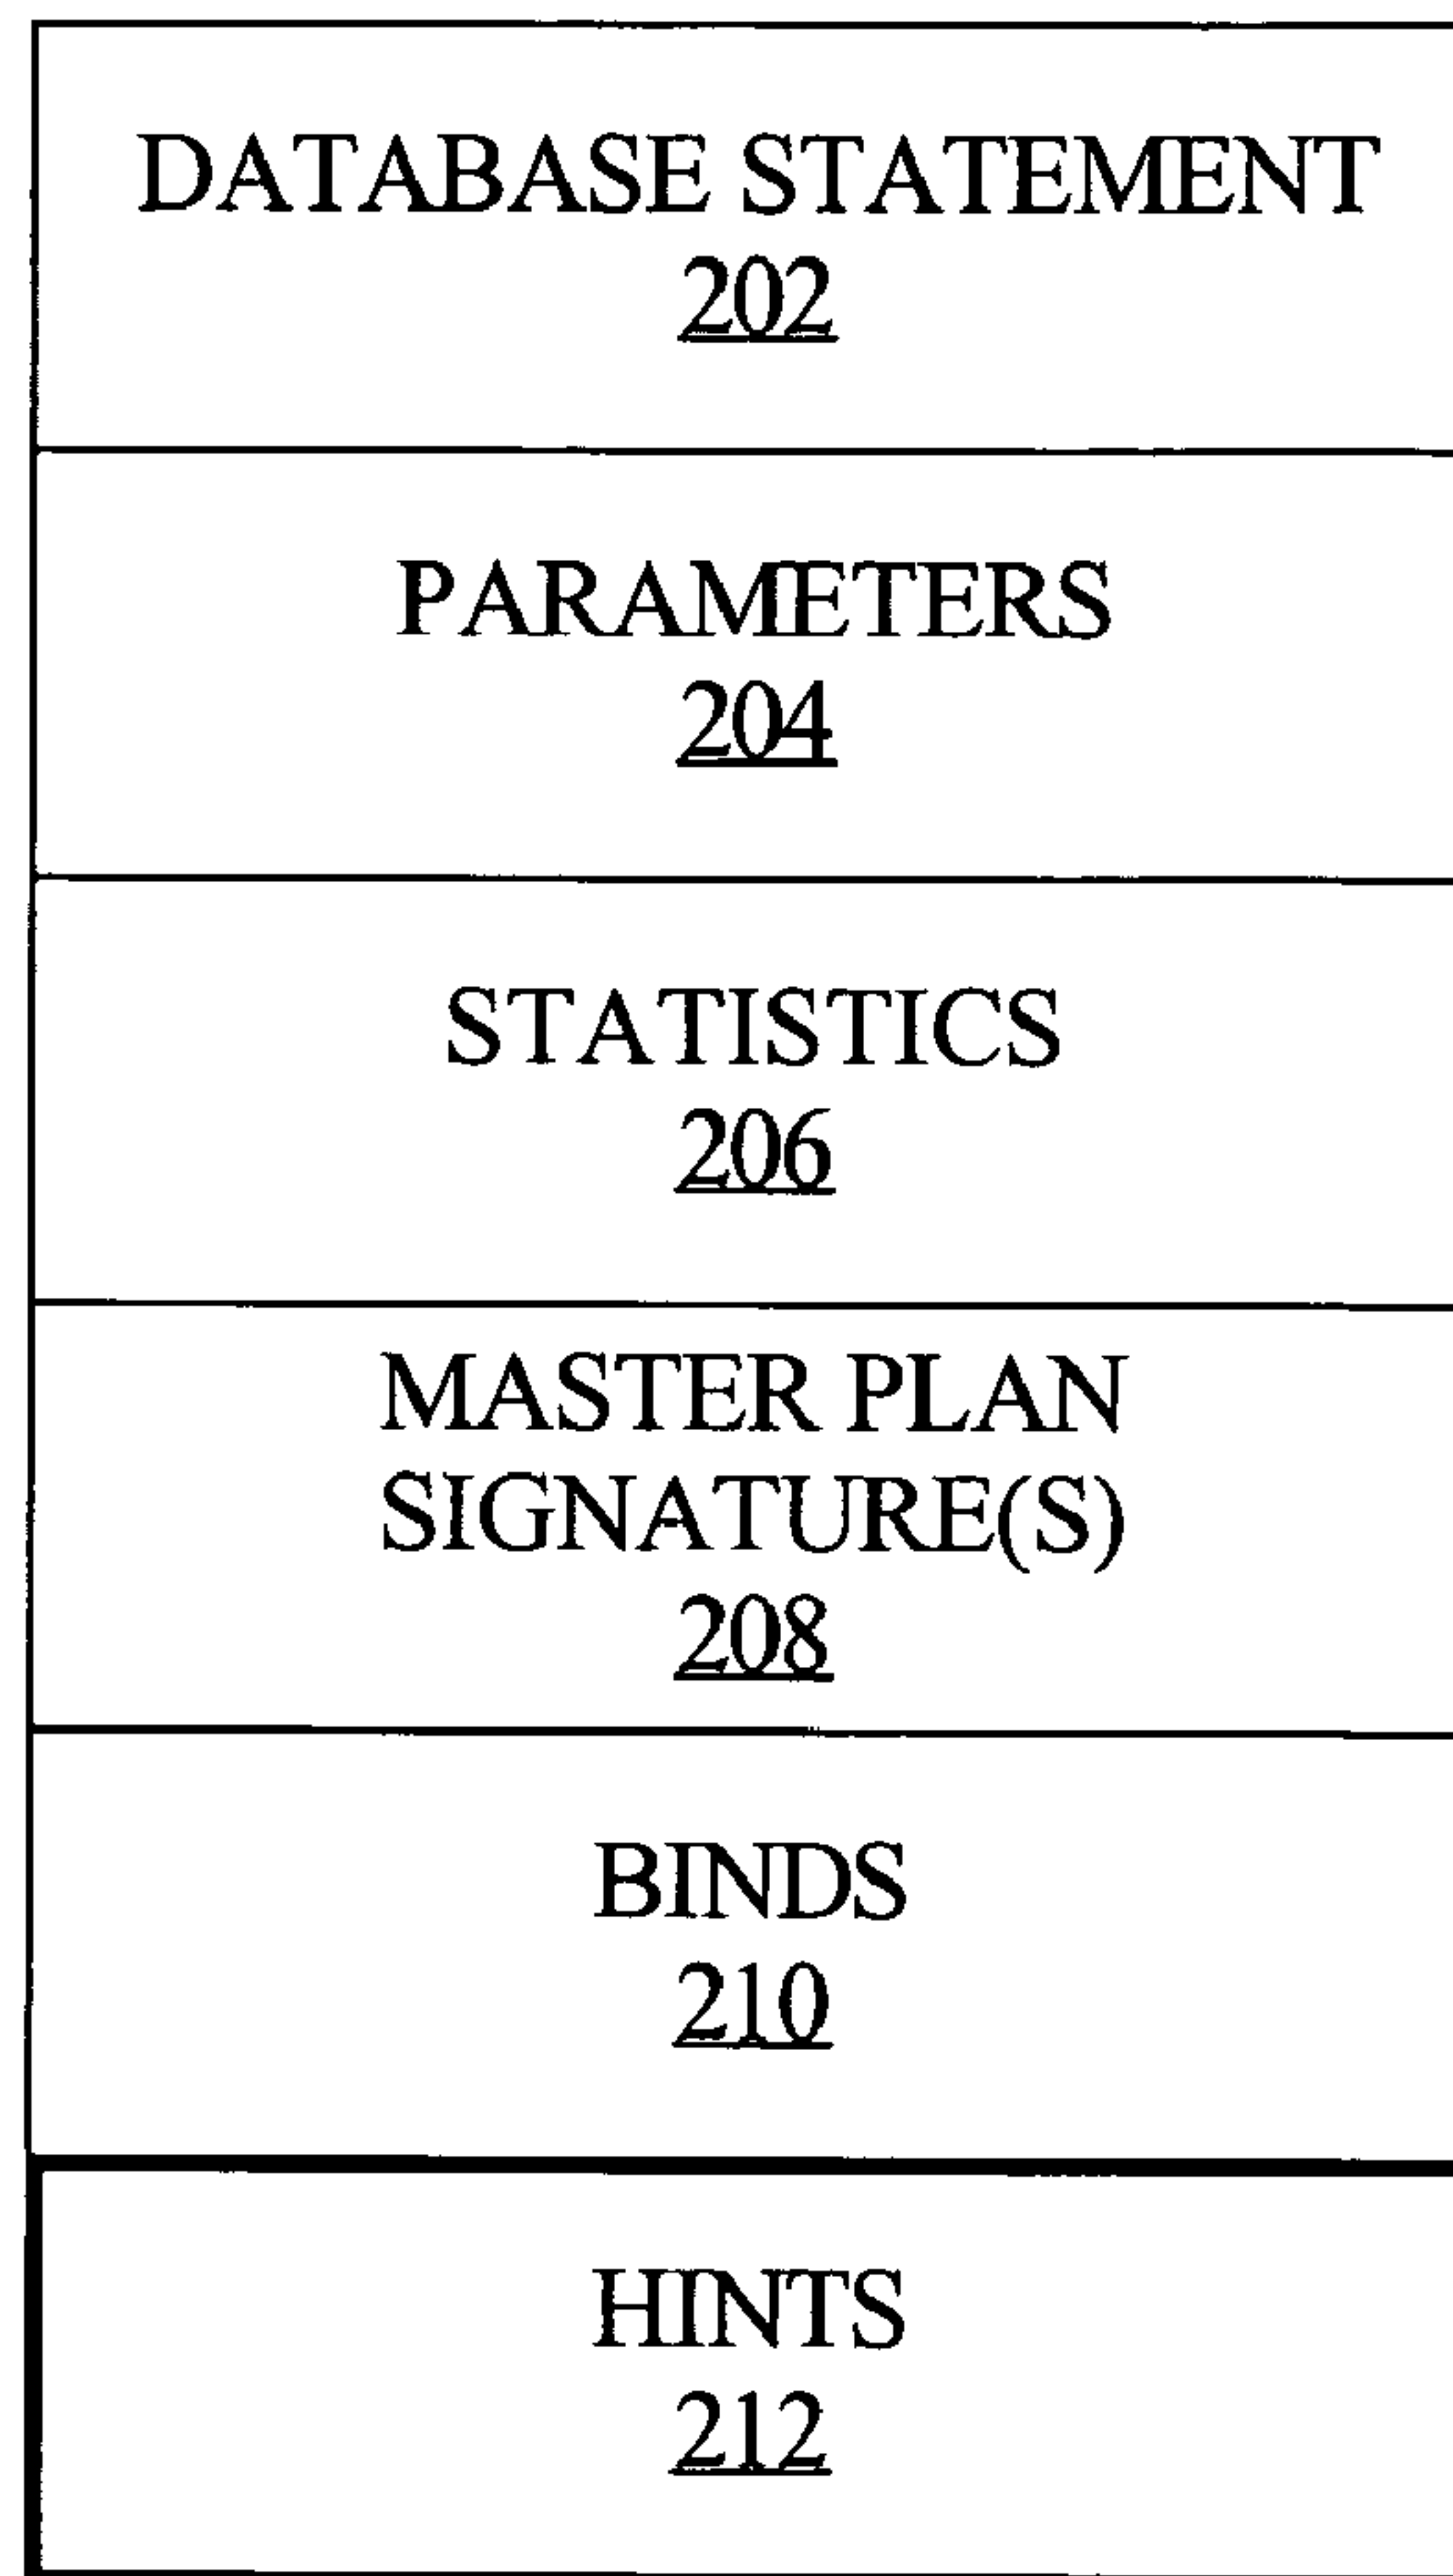 DATABASE STATEMENT
202
PARAMETERS
204
STATISTICS
206
MASTER PLAN
SIGNATURE(S)
208
BINDS
210
HINTS
212